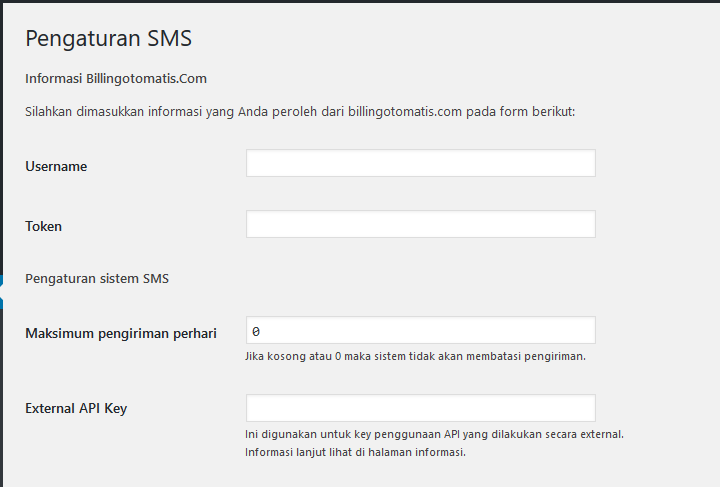 Pengaturan SMS
Informasi Billingotomatis.Com
Silahkan dimasukkan informasi yang Anda peroleh dari billingotomatis.com pada form berikut:
Username
Token
Pengaturan sistem SMS
Maksimum pengiriman perhari
0
Jika kosong atau 0 maka sistem tidak akan membatasi pengiriman.
External API Key
Ini digunakan untuk key penggunaan API yang dilakukan secara external.
Informasi lanjut lihat di halaman informasi.